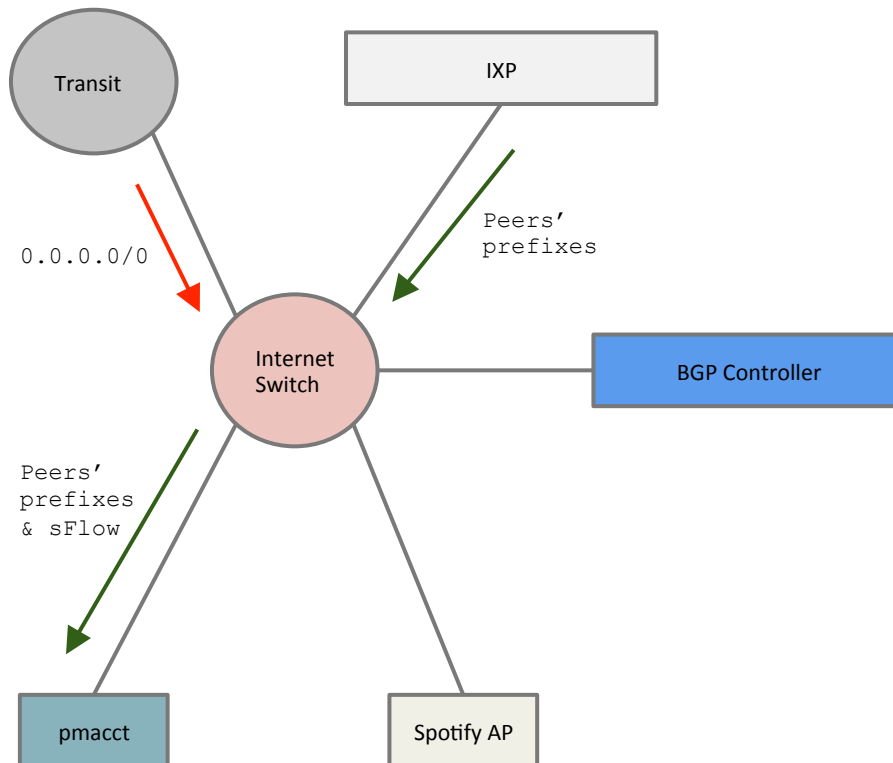 Transit
IXP
0.0.0.0/0
Peers’
prefixes
Internet
Switch
BGP Controller
Peers’
prefixes
& sFlow
pmacct
Spotify AP